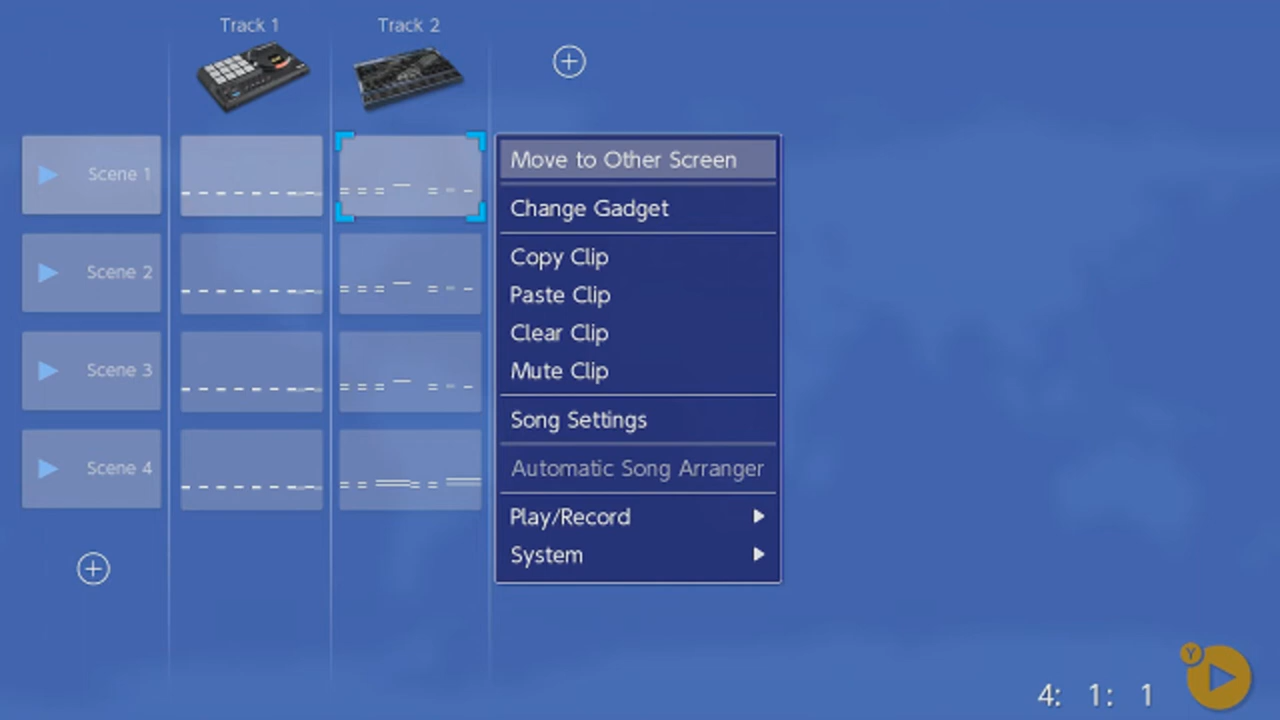 Track 1
Track 2
Scene 1
Scene 2
Scene 3
Scene 4
Move to Other Screen
Change Gadget
Copy Clip
Paste Clip
Clear Clip
Mute Clip
Song Settings
Automatic Song Arranger
Play/Record
System
4: 1: 1
Y